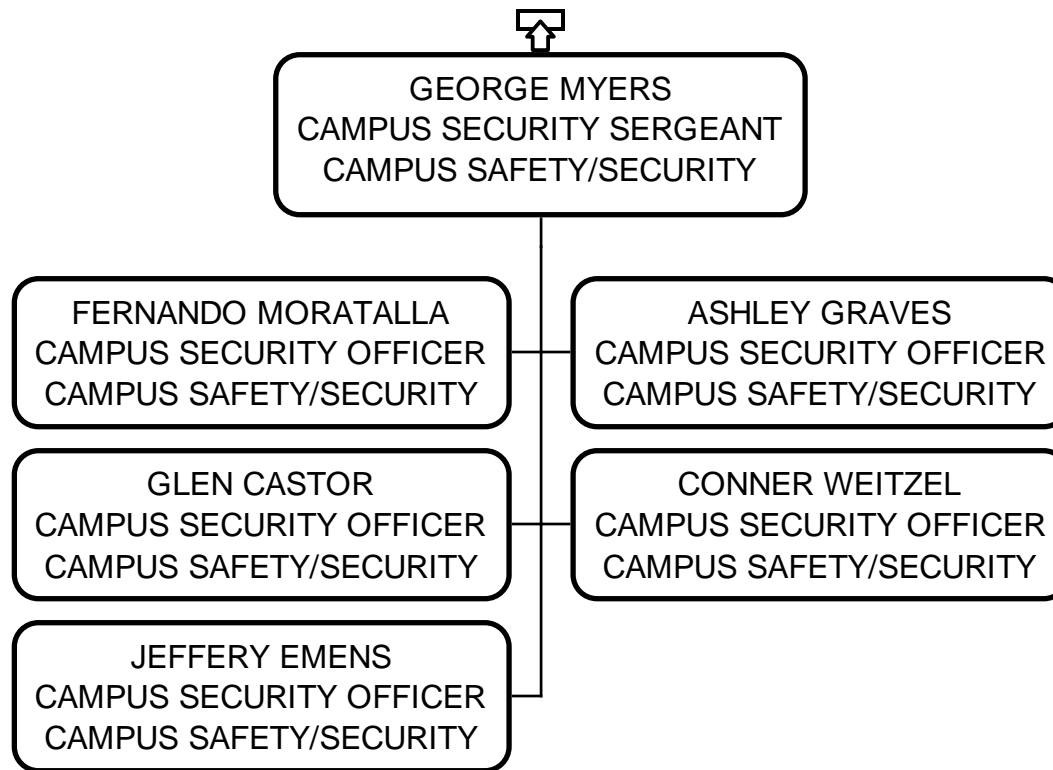 GEORGE MYERS
CAMPUS SECURITY SERGEANT
CAMPUS SAFETY/SECURITY
FERNANDO MORATALLA
CAMPUS SECURITY OFFICER
CAMPUS SAFETY/SECURITY
ASHLEY GRAVES
CAMPUS SECURITY OFFICER
CAMPUS SAFETY/SECURITY
GLEN CASTOR
CAMPUS SECURITY OFFICER
CAMPUS SAFETY/SECURITY
CONNER WEITZEL
CAMPUS SECURITY OFFICER
CAMPUS SAFETY/SECURITY
JEFFERY EMENS
CAMPUS SECURITY OFFICER
CAMPUS SAFETY/SECURITY